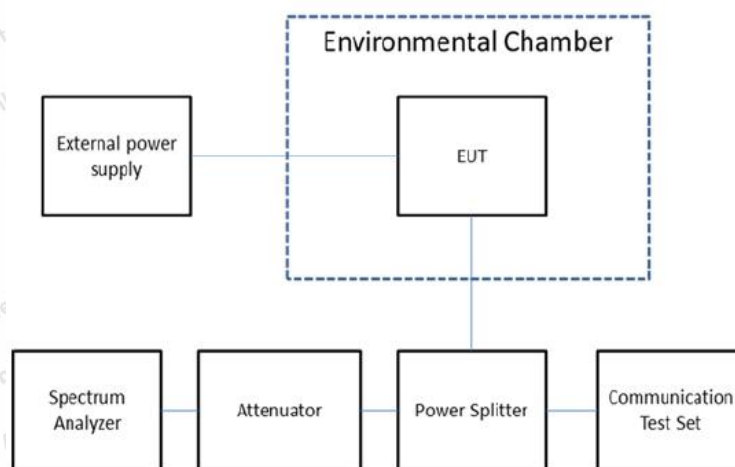 Environmental Chamber
External power
supply
EUT
Spectrum
Analyzer
Attenuator
Power Splitter
Communication
Test Set